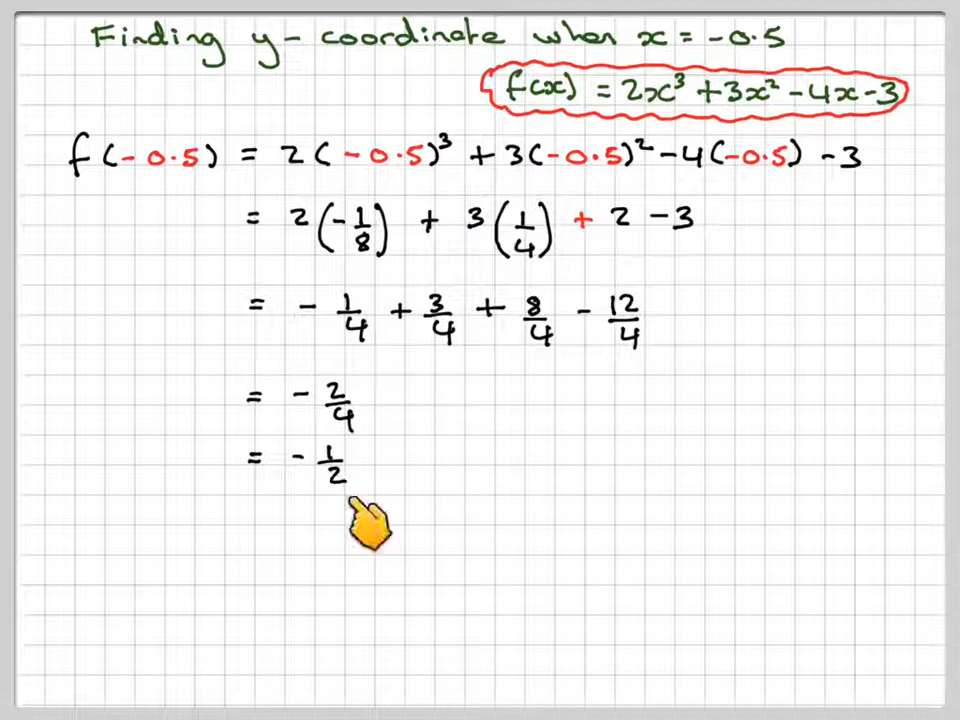 Finding y-coordinate when x = -0.5
f(x) = 2x³ + 3x² - 4x - 3
f(-0.5) = 2(-0.5)³ + 3(-0.5)² - 4(-0.5) - 3
= 2(-1/8) + 3(1/4) + 2 - 3
= - 1/4 + 3/4 + 8/4 - 12/4
= - 2/4
= - 1/2